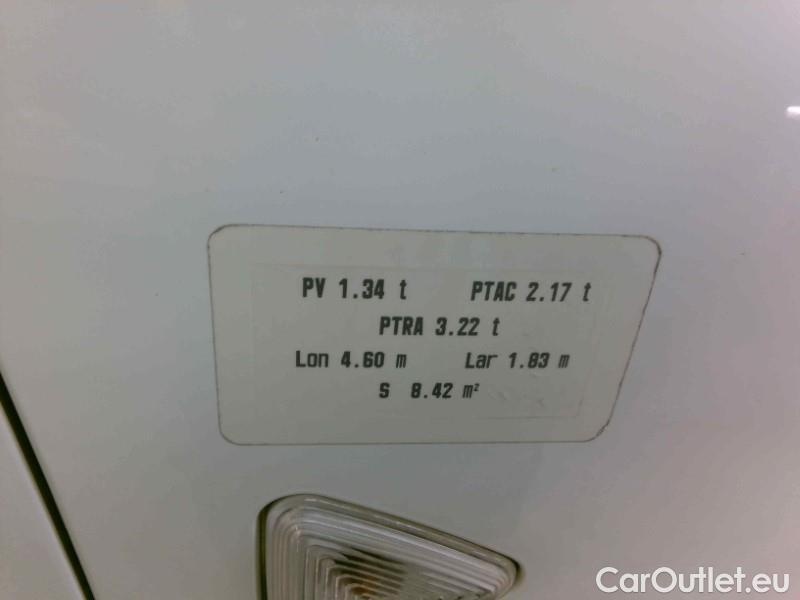 PV 1.34 t PTAC 2.17 t
PTRA 3.22 t
Lon 4.60 m Lar 1.83 m
S 8.42 m²
CarOutlet.eu